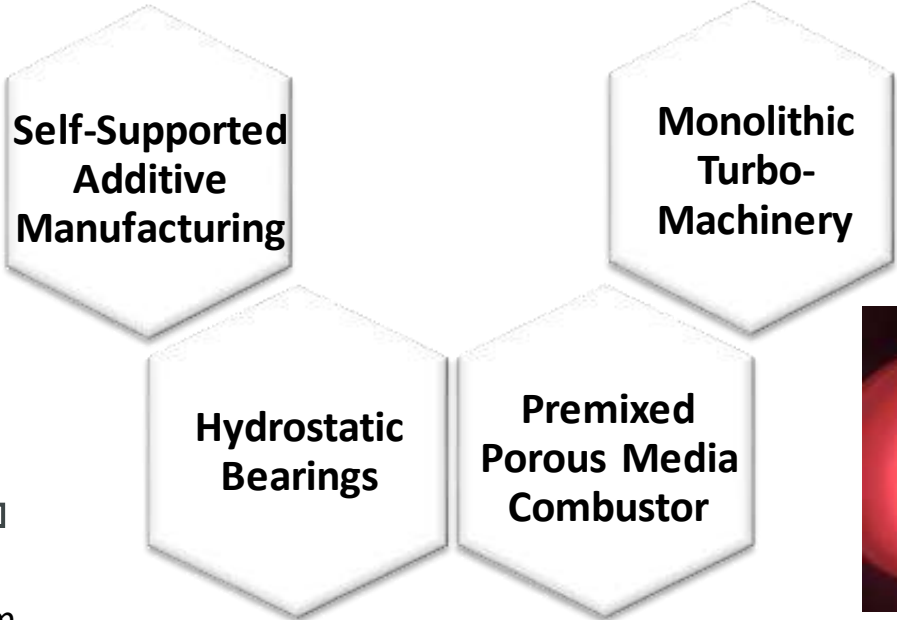 Self-Supported
Additive
Manufacturing
Monolithic
Turbo-
Machinery
Hydrostatic
Bearings
Premixed
Porous Media
Combustor